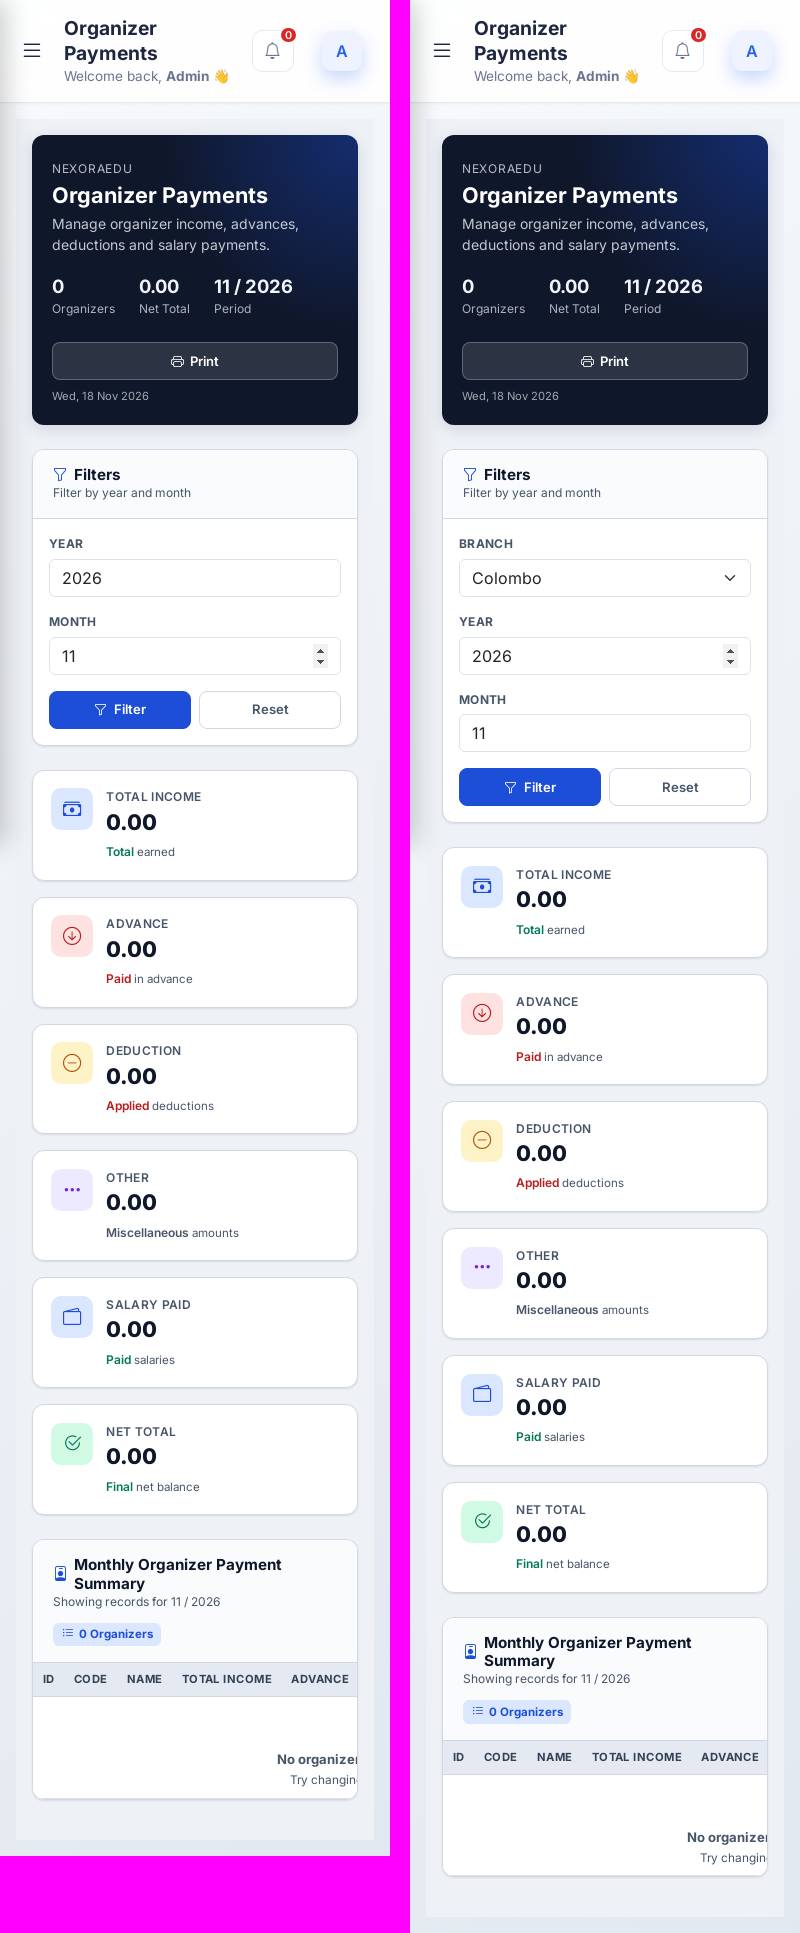 Organizer
Payments
Welcome back, Admin 👋
0
A
NEXORAEDU
Organizer Payments
Manage organizer income, advances,
deductions and salary payments.
0 0.00 11 / 2026
Organizers Net Total Period
Print
Wed, 18 Nov 2026
Filters
Filter by year and month
YEAR
2026
MONTH
11
Filter Reset
TOTAL INCOME
0.00
Total earned
ADVANCE
0.00
Paid in advance
DEDUCTION
0.00
Applied deductions
OTHER
0.00
Miscellaneous amounts
SALARY PAID
0.00
Paid salaries
NET TOTAL
0.00
Final net balance
Monthly Organizer Payment
Summary
Showing records for 11 / 2026
0 Organizers
ID CODE NAME TOTAL INCOME ADVANCE
No organizer
Try changing
Organizer
Payments
Welcome back, Admin 👋
0
A
NEXORAEDU
Organizer Payments
Manage organizer income, advances,
deductions and salary payments.
0 0.00 11 / 2026
Organizers Net Total Period
Print
Wed, 18 Nov 2026
Filters
Filter by year and month
BRANCH
Colombo
YEAR
2026
MONTH
11
Filter Reset
TOTAL INCOME
0.00
Total earned
ADVANCE
0.00
Paid in advance
DEDUCTION
0.00
Applied deductions
OTHER
0.00
Miscellaneous amounts
SALARY PAID
0.00
Paid salaries
NET TOTAL
0.00
Final net balance
Monthly Organizer Payment
Summary
Showing records for 11 / 2026
0 Organizers
ID CODE NAME TOTAL INCOME ADVANCE
No organizer
Try changing